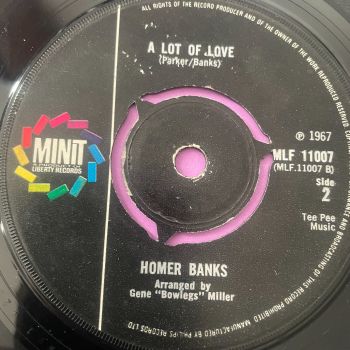 ALL RIGHTS OF THE RECORD PRODUCER AND OF THE OWNER OF THE WORK
A LOT OF LOVE
(Parker/Banks)
MINIT
LIBERTY RECORDS
℗ 1967
MLF 11007
(MLF.11007 B)
Side
2
Tee Pee
Music
HOMER BANKS
Arranged by
Gene "Bowlegs" Miller
MANUFACTURED BY PHILIPS RECORDS LTD